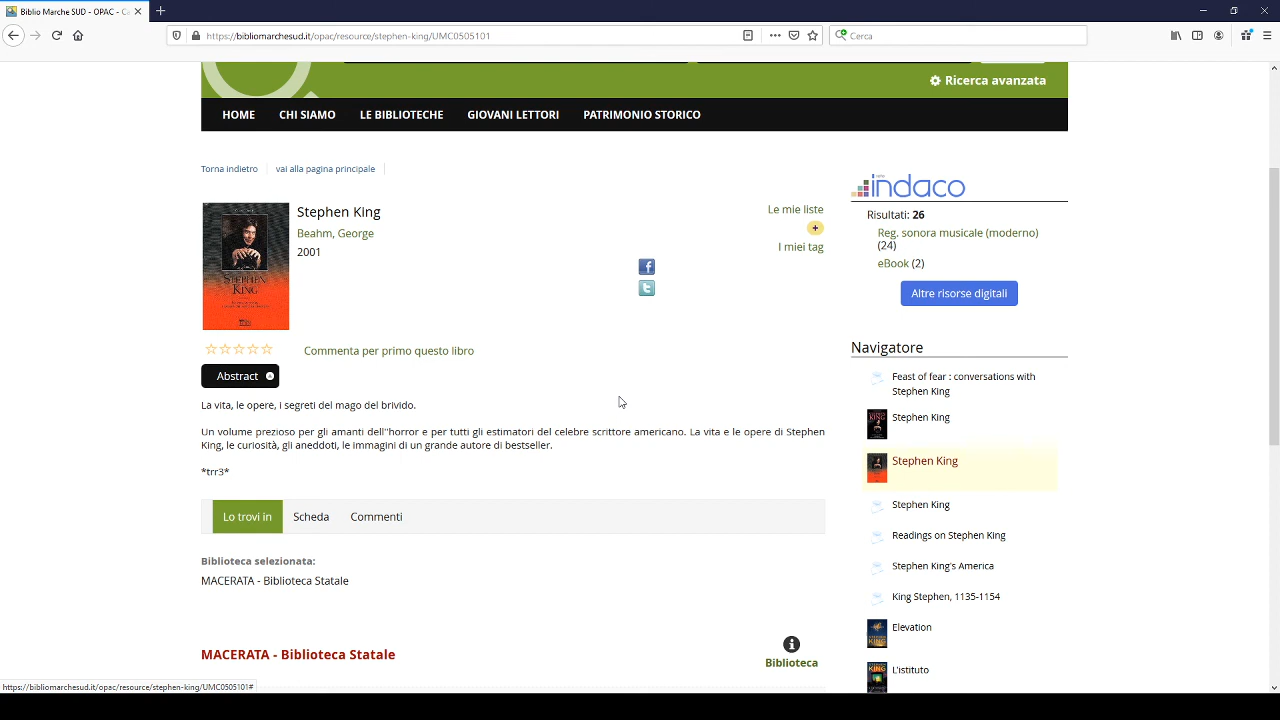 Biblio Marche SUD - OPAC - Ca
https://bibliomarchesud.it/opac/resource/stephen-king/UMC0505101
Cerca
Ricerca avanzata
HOME CHI SIAMO LE BIBLIOTECHE GIOVANI LETTORI PATRIMONIO STORICO
Torna indietro vai alla pagina principale
Stephen King
Beahm, George
2001
STEPHEN KING
Le mie liste
+
I miei tag
Commenta per primo questo libro
Abstract
La vita, le opere, i segreti del mago del brivido.
Un volume prezioso per gli amanti dell''horror e per tutti gli estimatori del celebre scrittore americano. La vita e le opere di Stephen
King, le curiosità, gli aneddoti, le immagini di un grande autore di bestseller.
*trr3*
Lo trovi in Scheda Commenti
Biblioteca selezionata:
MACERATA - Biblioteca Statale
MACERATA - Biblioteca Statale
Biblioteca
indaco
Risultati: 26
Reg. sonora musicale (moderno)
(24)
eBook (2)
Altre risorse digitali
Navigatore
Feast of fear : conversations with
Stephen King
Stephen King
Stephen King
Stephen King
Readings on Stephen King
Stephen King's America
King Stephen, 1135-1154
Elevation
L'istituto
https://bibliomarchesud.it/opac/resource/stephen-king/UMC0505101#